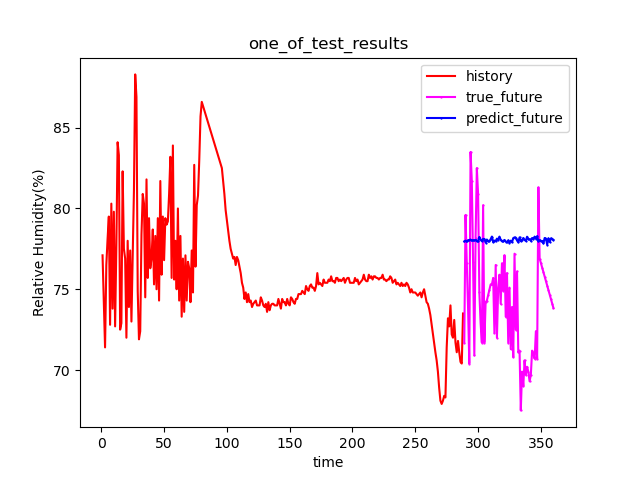 one_of_test_results
history
true_future
predict_future
Relative Humidity(%)
85
80
75
70
0 50 100 150 200 250 300 350
time